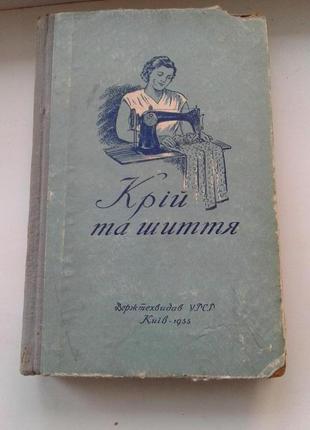 Крій
та шиття
Держтехвидав УРСР
Київ-1955